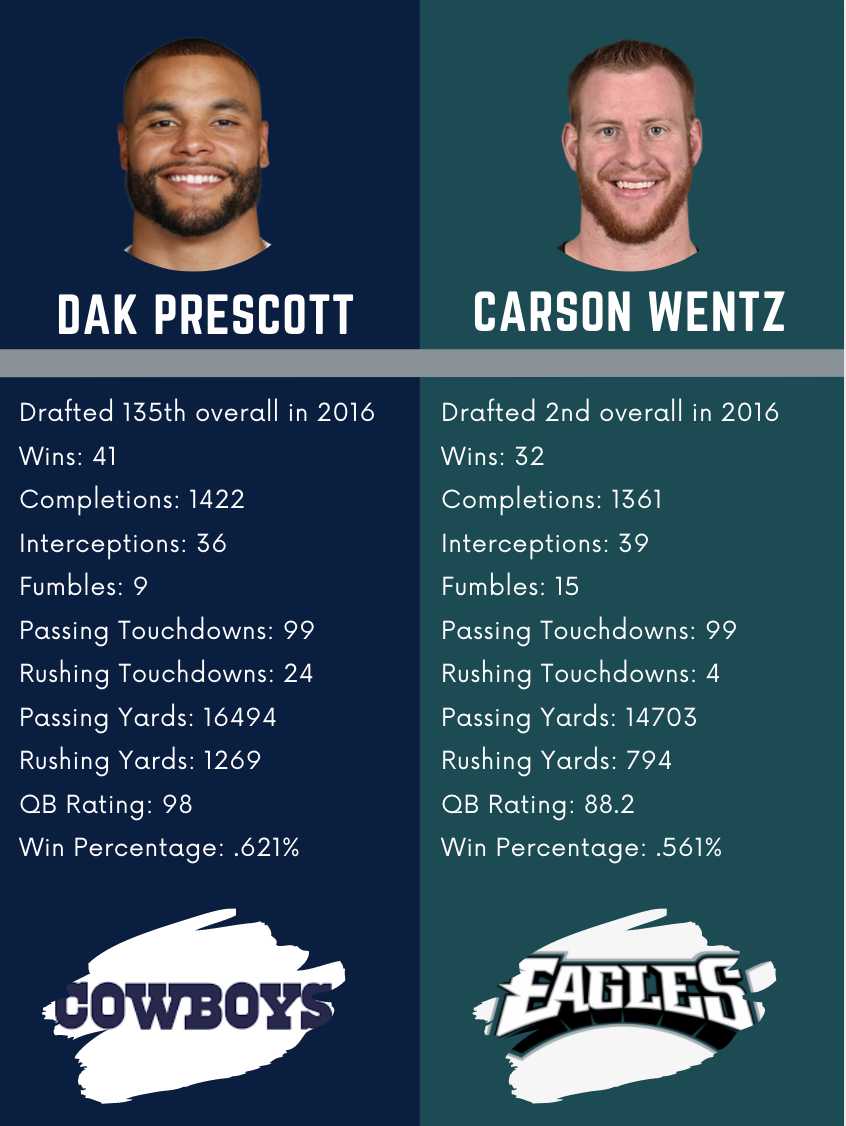 DAK PRESCOTT
Drafted 135th overall in 2016
Wins: 41
Completions: 1422
Interceptions: 36
Fumbles: 9
Passing Touchdowns: 99
Rushing Touchdowns: 24
Passing Yards: 16494
Rushing Yards: 1269
QB Rating: 98
Win Percentage: .621%
COWBOYS
CARSON WENTZ
Drafted 2nd overall in 2016
Wins: 32
Completions: 1361
Interceptions: 39
Fumbles: 15
Passing Touchdowns: 99
Rushing Touchdowns: 4
Passing Yards: 14703
Rushing Yards: 794
QB Rating: 88.2
Win Percentage: .561%
EAGLES